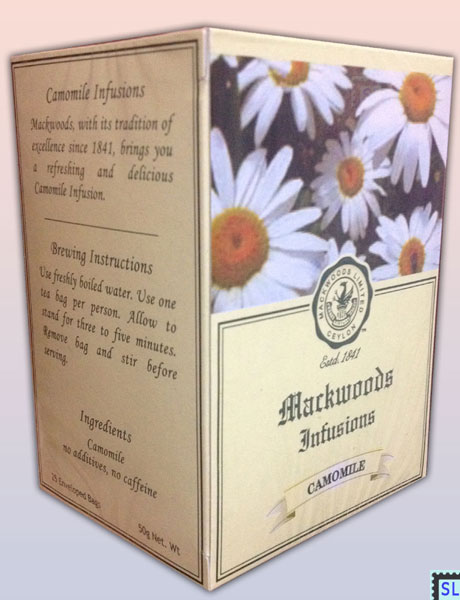 Camomile Infusions
Mackwoods, with its tradition of
excellence since 1841, brings you
a refreshing and delicious
Camomile Infusion.
Brewing Instructions
Use freshly boiled water. Use one
tea bag per person. Allow to
stand for three to five minutes.
Remove bag and stir before
serving.
Ingredients
Camomile
no additives, no caffeine
25 Enveloped Bags
50g Net. Wt
MACKWOODS LIMITED
CEYLON
TM
Estd. 1841
Mackwoods
Infusions
CAMOMILE
SL